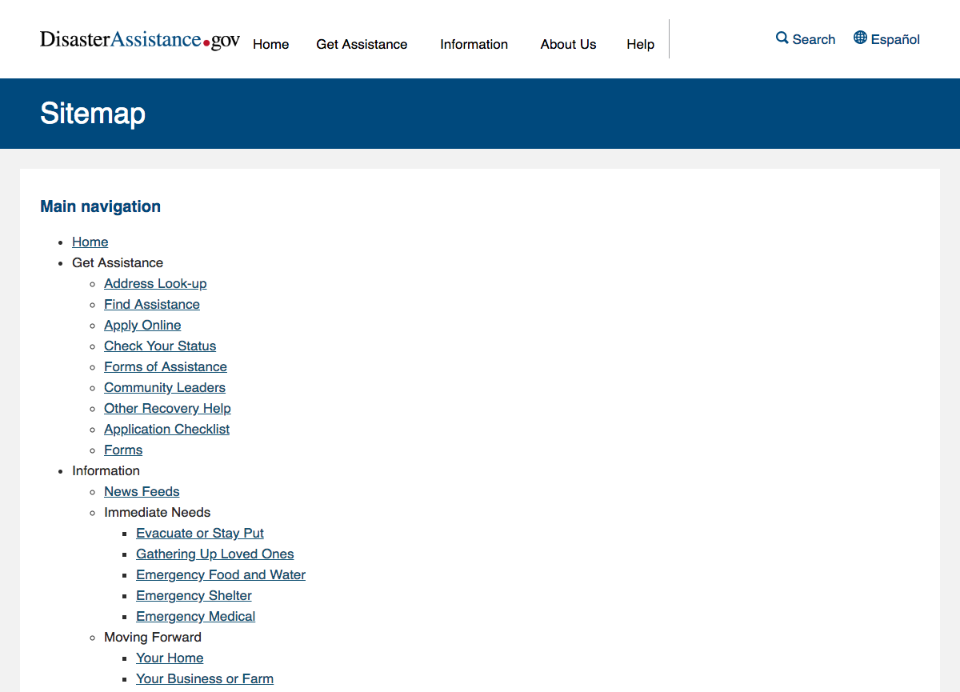 DisasterAssistance.gov Home Get Assistance Information About Us Help Search Español
Sitemap
Main navigation
Home
Get Assistance
Address Look-up
Find Assistance
Apply Online
Check Your Status
Forms of Assistance
Community Leaders
Other Recovery Help
Application Checklist
Forms
Information
News Feeds
Immediate Needs
Evacuate or Stay Put
Gathering Up Loved Ones
Emergency Food and Water
Emergency Shelter
Emergency Medical
Moving Forward
Your Home
Your Business or Farm